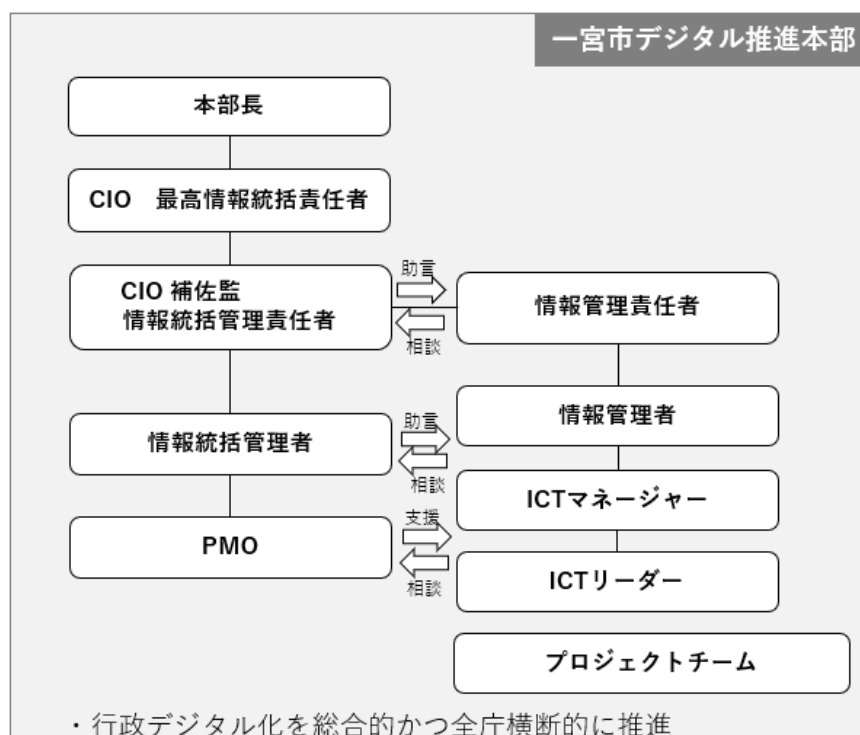 一宮市デジタル推進本部
本部長
CIO　最高情報統括責任者
CIO 補佐監
情報統括管理責任者
助言
相談
情報管理責任者
情報統括管理者
助言
相談
情報管理者
ICTマネージャー
PMO
支援
相談
ICTリーダー
プロジェクトチーム
・行政デジタル化を総合的かつ全庁横断的に推進